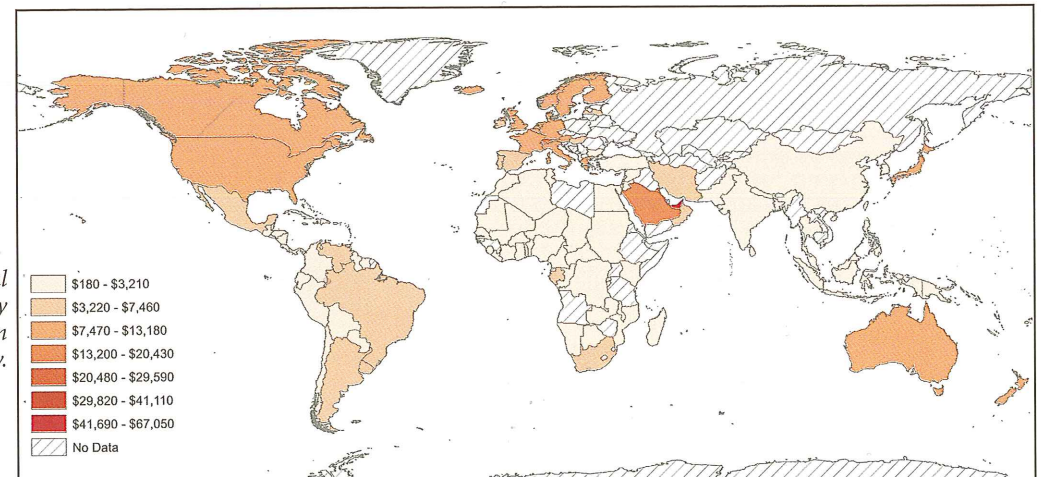 l
y
n
y.
$180 - $3,210
$3,220 - $7,460
$7,470 - $13,180
$13,200 - $20,430
$20,480 - $29,590
$29,820 - $41,110
$41,690 - $67,050
No Data